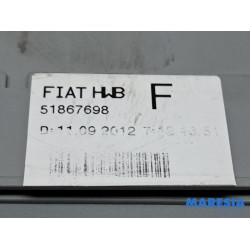 FIAT HWB F
51867698
D: 11.09 2012
MARESIA